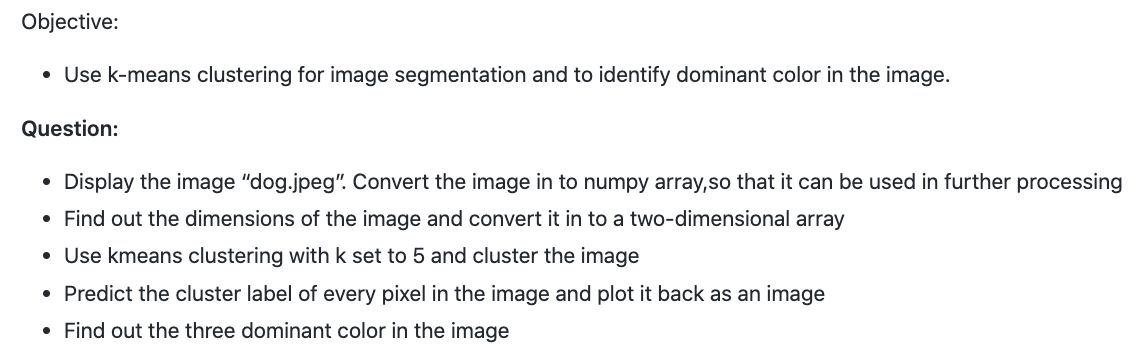 Objective:
• Use k-means clustering for image segmentation and to identify dominant color in the image.
Question:
• Display the image “dog.jpeg”. Convert the image in to numpy array,so that it can be used in further processing
• Find out the dimensions of the image and convert it in to a two-dimensional array
• Use kmeans clustering with k set to 5 and cluster the image
• Predict the cluster label of every pixel in the image and plot it back as an image
• Find out the three dominant color in the image